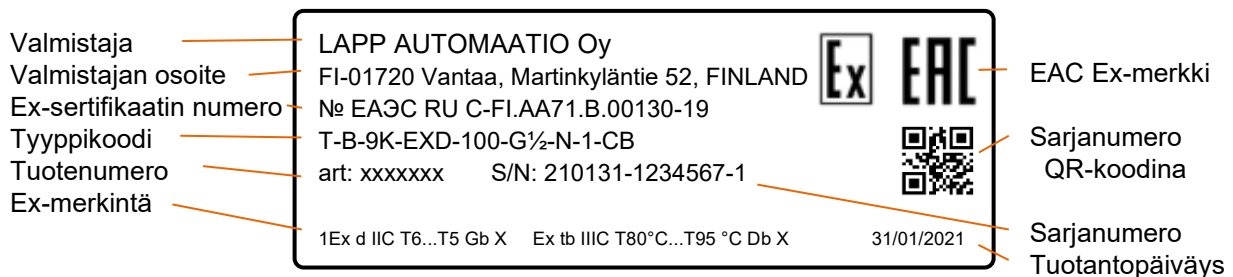 Valmistaja
Valmistajan osoite
Ex-sertifikaatin numero
Tyyppikoodi
Tuotenumero
Ex-merkintä
LAPP AUTOMAATIO Oy
FI-01720 Vantaa, Martinkyläntie 52, FINLAND
№ ЕАЭС RU C-FI.AA71.B.00130-19
T-B-9K-EXD-100-G½-N-1-CB
art: xxxxxxx S/N: 210131-1234567-1
1Ex d IIC T6...T5 Gb X Ex tb IIIC T80°C...T95 °C Db X 31/01/2021
Ex EAC
EAC Ex-merkki
Sarjanumero
QR-koodina
Sarjanumero
Tuotantopäiväys